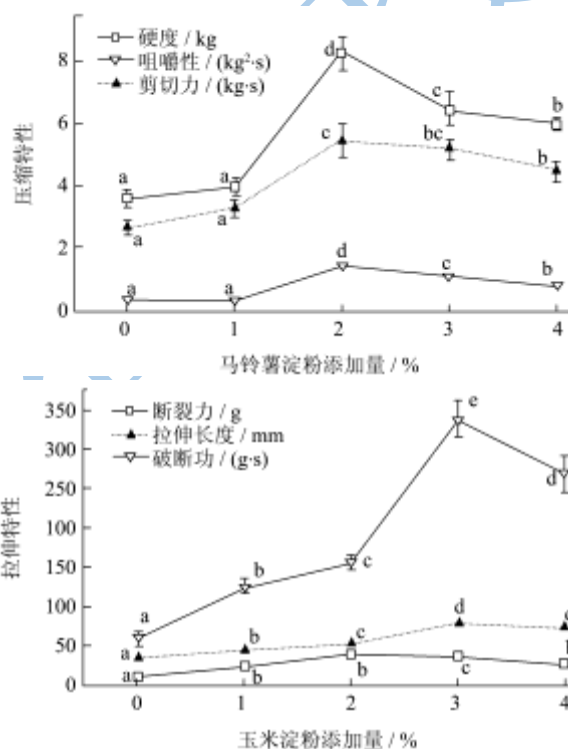 硬度 / kg
咀嚼性 / (kg²·s)
剪切力 / (kg·s)
压缩特性
8
6
4
2
0
d
c
b
a
a
c
bc
b
a
a
d
c
b
a
a
0 1 2 3 4
马铃薯淀粉添加量 / %
断裂力 / g
拉伸长度 / mm
破断功 / (g·s)
拉伸特性
350
300
250
100
150
100
50
0
e
d
c
b
a
d
c
b
a
c
b
b
a
0 1 2 3 4
玉米淀粉添加量 / %